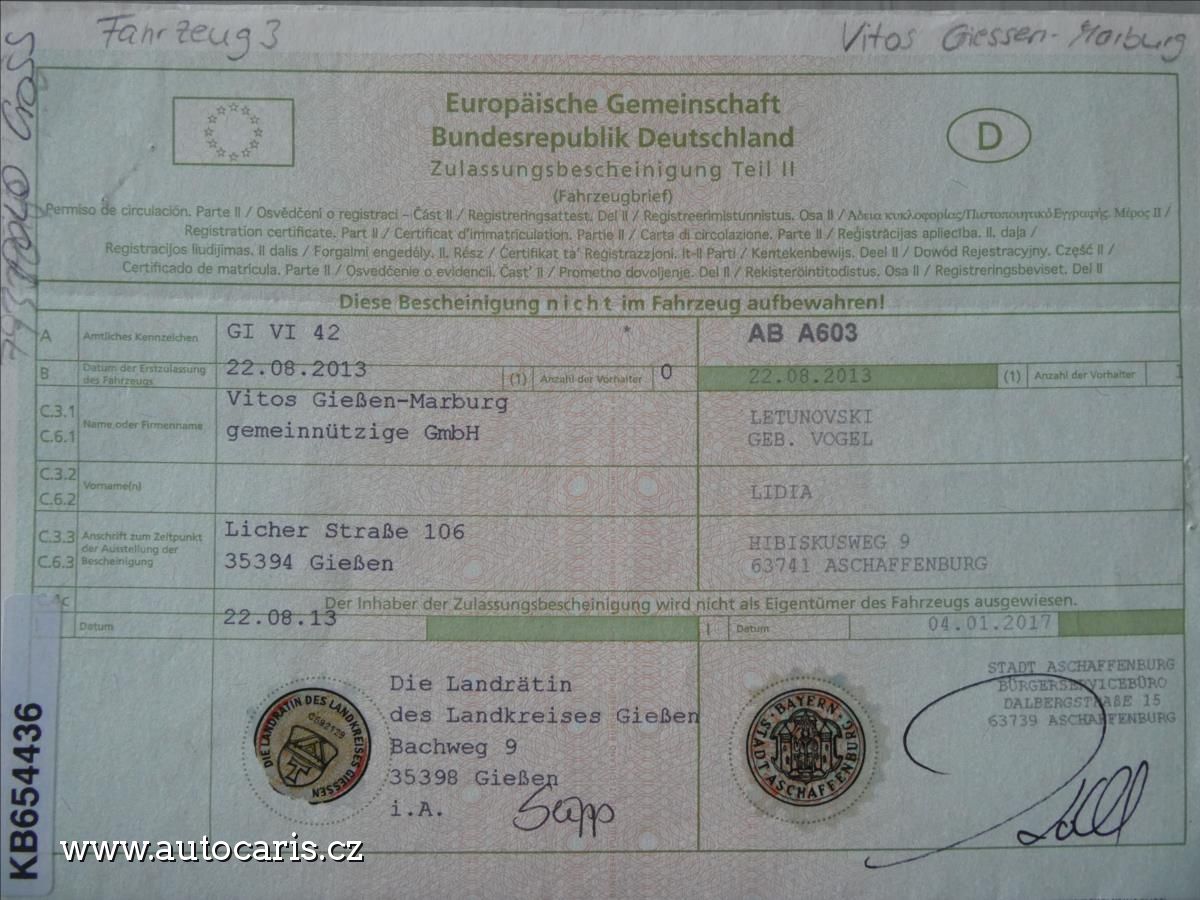 Fahrzeug 3
Vitos Giessen-Marburg
Cross
Europäische Gemeinschaft
Bundesrepublik Deutschland
Zulassungsbescheinigung Teil II
(Fahrzeugbrief)
D
Permiso de circulación. Parte II / Osvědčení o registraci – Část II / Registreringsattest. Del II / Registreerimistunnistus. Osa II / Άδεια κυκλοφορίας/Πιστοποιητικό Εγγραφής. Μέρος II /
Registration certificate. Part II / Certificat d'immatriculation. Partie II / Carta di circolazione. Parte II / Reģistrācijas apliecība. II. daļa /
Registracijos liudijimas. II dalis / Forgalmi engedély. II. Rész / Ċertifikat ta' Reġistrazzjoni. It-II Parti / Kentekenbewijs. Deel II / Dowód Rejestracyjny. Część II /
Certificado de matrícula. Parte II / Osvedčenie o evidencii. Časť II / Prometno dovoljenje. Del II / Rekisteröintitodistus. Osa II / Registreringsbeviset. Del II
Diese Bescheinigung nicht im Fahrzeug aufbewahren!
A Amtliches Kennzeichen GI VI 42 * AB A603
B Datum der Erstzulassung des Fahrzeugs 22.08.2013 (1) Anzahl der Vorhalter 0 22.08.2013 (1) Anzahl der Vorhalter 1
C.3.1 Vitos Gießen-Marburg LETUNOVSKI
Name oder Firmenname
C.6.1 gemeinnützige GmbH GEB. VOGEL
C.3.2
Vorname(n) LIDIA
C.6.2
C.3.3 Anschrift zum Zeitpunkt Licher Straße 106 HIBISKUSWEG 9
der Ausstellung der
C.6.3 Bescheinigung 35394 Gießen 63741 ASCHAFFENBURG
C.4c Der Inhaber der Zulassungsbescheinigung wird nicht als Eigentümer des Fahrzeugs ausgewiesen.
Datum 22.08.13 Datum 04.01.2017
Die Landrätin
des Landkreises Gießen
Bachweg 9
35398 Gießen
i.A. Sapp
DIE LANDRÄTIN DES LANDKREISES GIESSEN
BAYERN
STADT ASCHAFFENBURG
STADT ASCHAFFENBURG
BÜRGERSERVICEBÜRO
DALBERGSTRAßE 15
63739 ASCHAFFENBURG
KB654436
www.autocaris.cz